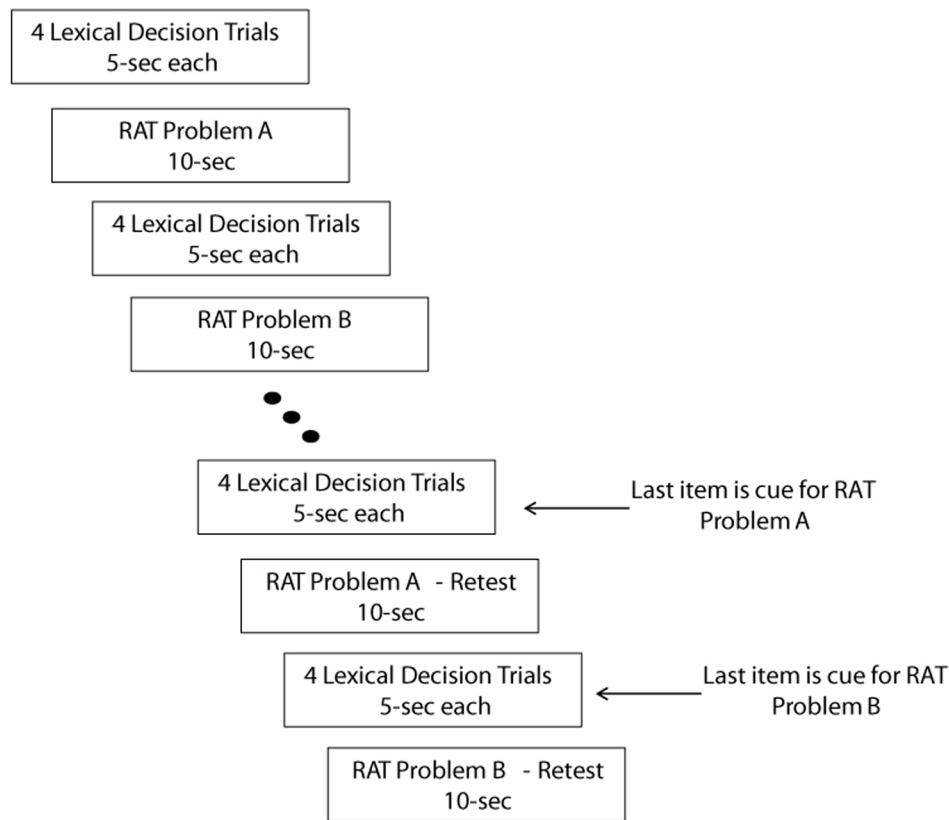 4 Lexical Decision Trials
5-sec each
RAT Problem A
10-sec
4 Lexical Decision Trials
5-sec each
RAT Problem B
10-sec
4 Lexical Decision Trials
5-sec each
Last item is cue for RAT
Problem A
RAT Problem A - Retest
10-sec
4 Lexical Decision Trials
5-sec each
Last item is cue for RAT
Problem B
RAT Problem B - Retest
10-sec